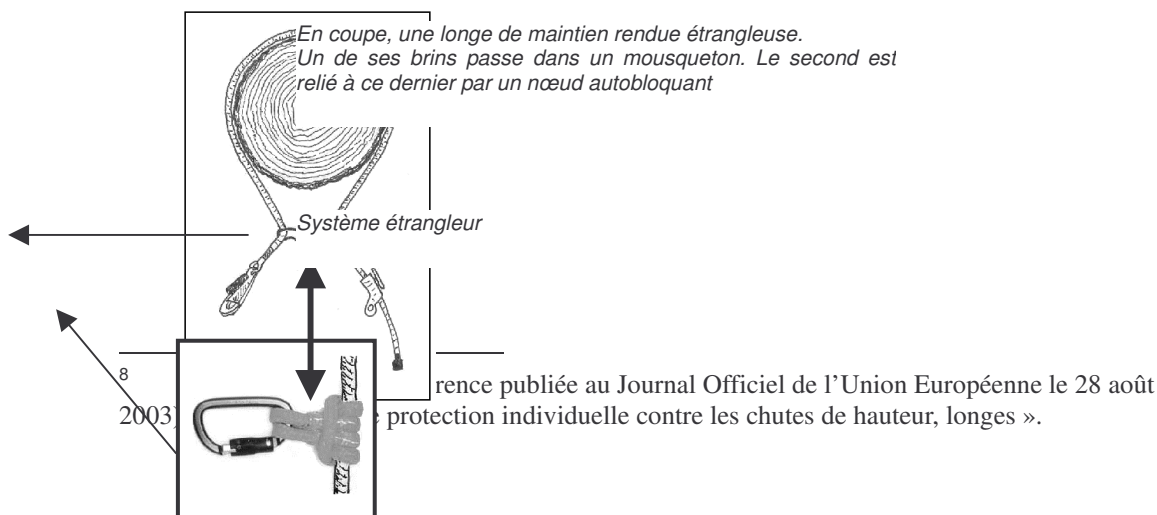 En coupe, une longe de maintien rendue étrangleuse.
Un de ses brins passe dans un mousqueton. Le second est
relié à ce dernier par un nœud autobloquant
Système étrangleur
8
rence publiée au Journal Officiel de l’Union Européenne le 28 août
2003) e protection individuelle contre les chutes de hauteur, longes ».